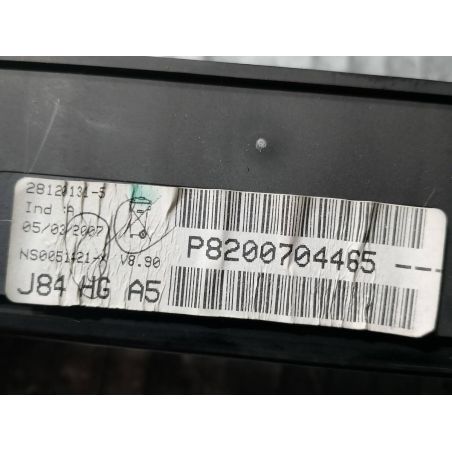 28120131-5
Ind :A
05/03/2007
NS0051421-X V8.90
J84 HG A5
P8200704465 ---